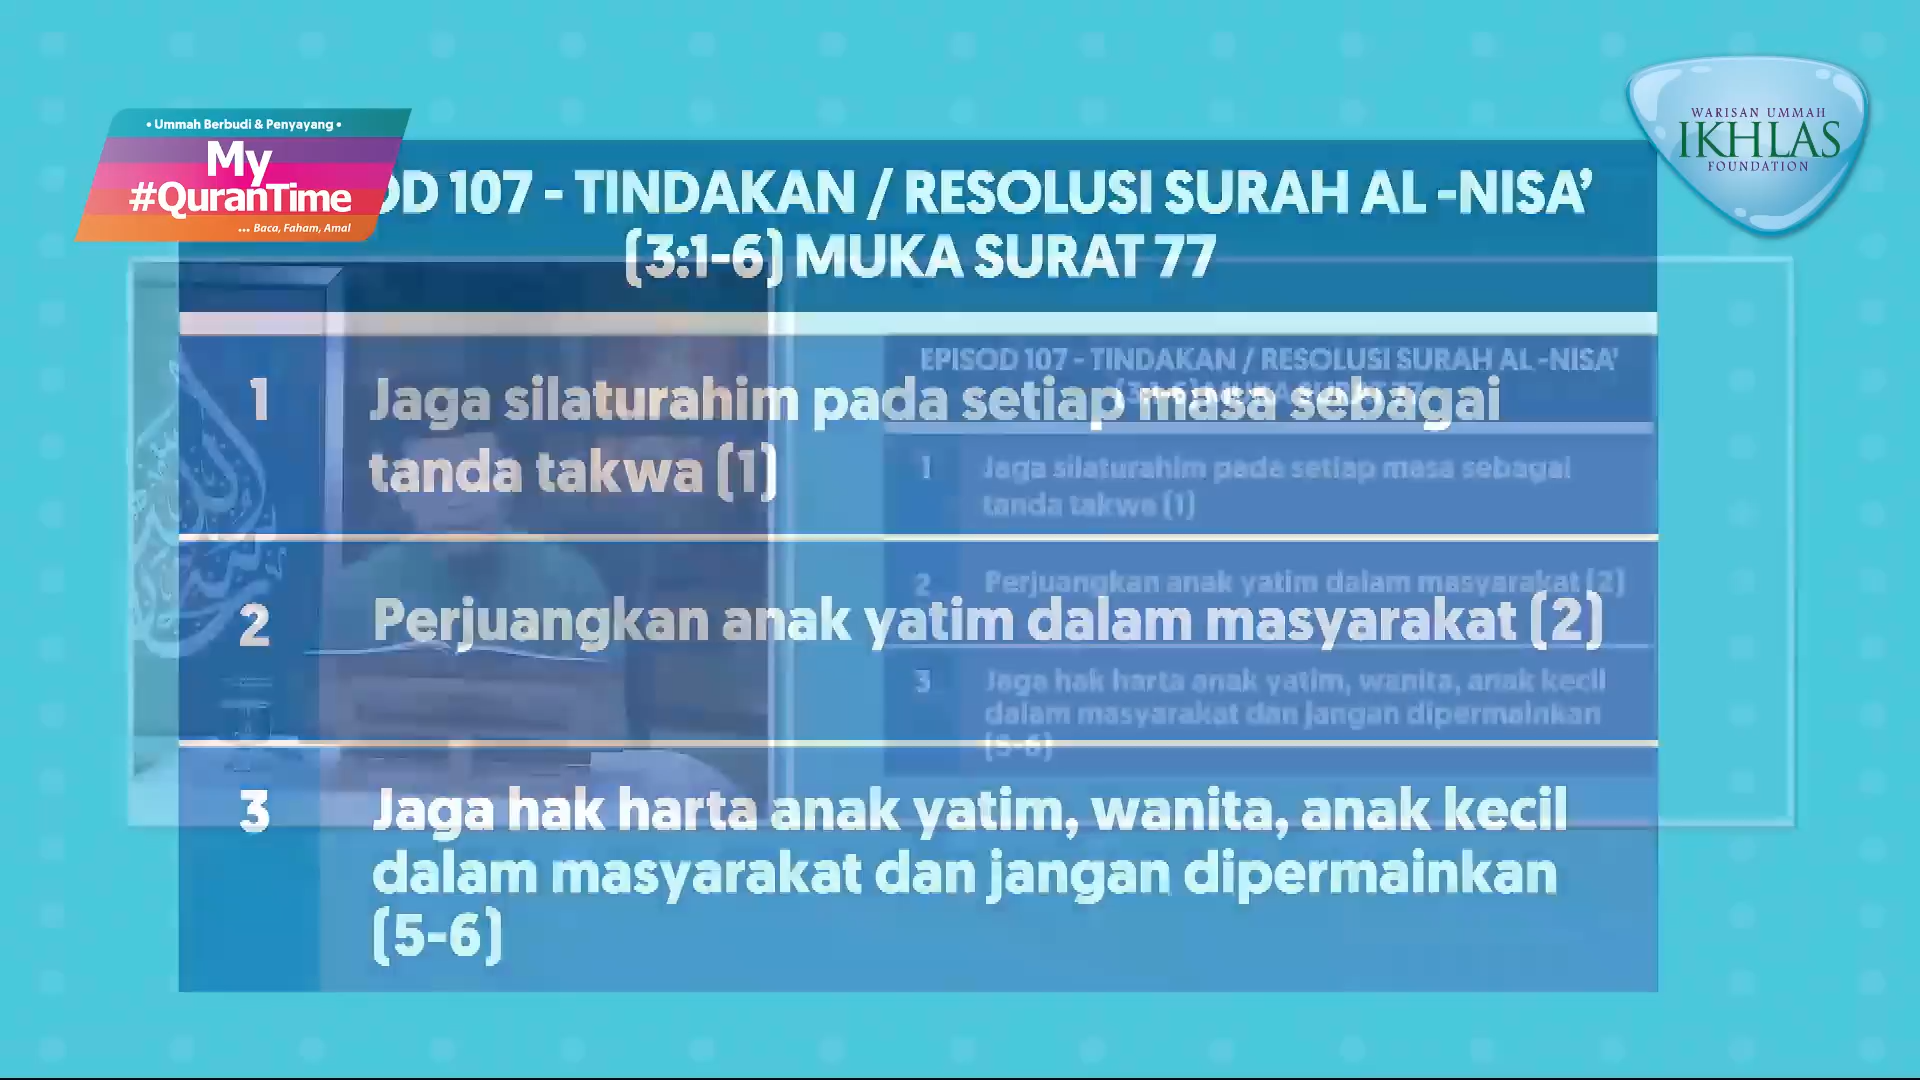 • Ummah Berbudi & Penyayang •
My
#QuranTime
... Baca, Faham, Amal
WARISAN UMMAH
IKHLAS
FOUNDATION
107 - TINDAKAN / RESOLUSI SURAH AL -NISA’
(3:1-6) MUKA SURAT 77
1 Jaga silaturahim pada setiap masa sebagai
tanda takwa (1)
2 Perjuangkan anak yatim dalam masyarakat (2)
3 Jaga hak harta anak yatim, wanita, anak kecil
dalam masyarakat dan jangan dipermainkan
(5-6)
EPISOD 107 - TINDAKAN / RESOLUSI SURAH AL -NISA’
1 Jaga silaturahim pada setiap masa sebagai
tanda takwa (1)
2 Perjuangkan anak yatim dalam masyarakat (2)
3 Jaga hak harta anak yatim, wanita, anak kecil
dalam masyarakat dan jangan dipermainkan
(5-6)